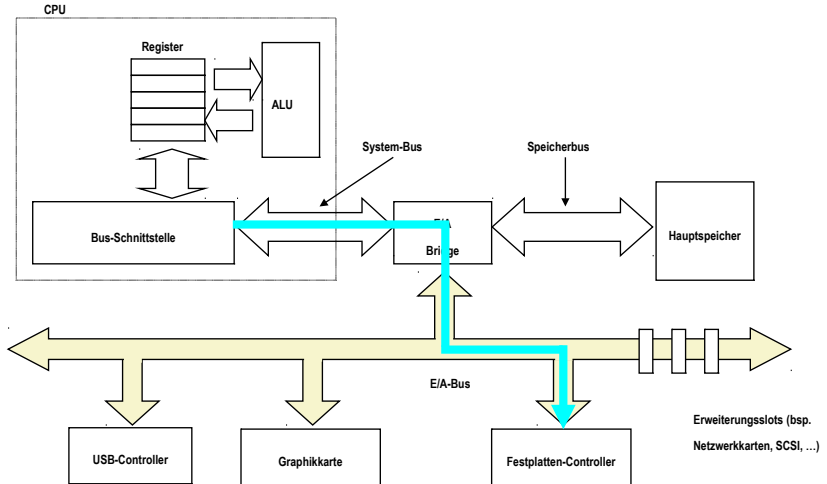 CPU
Register
ALU
System-Bus
Speicherbus
Bus-Schnittstelle
E/A
Bridge
Hauptspeicher
E/A-Bus
USB-Controller
Graphikkarte
Festplatten-Controller
Erweiterungsslots (bsp.
Netzwerkkarten, SCSI, ...)